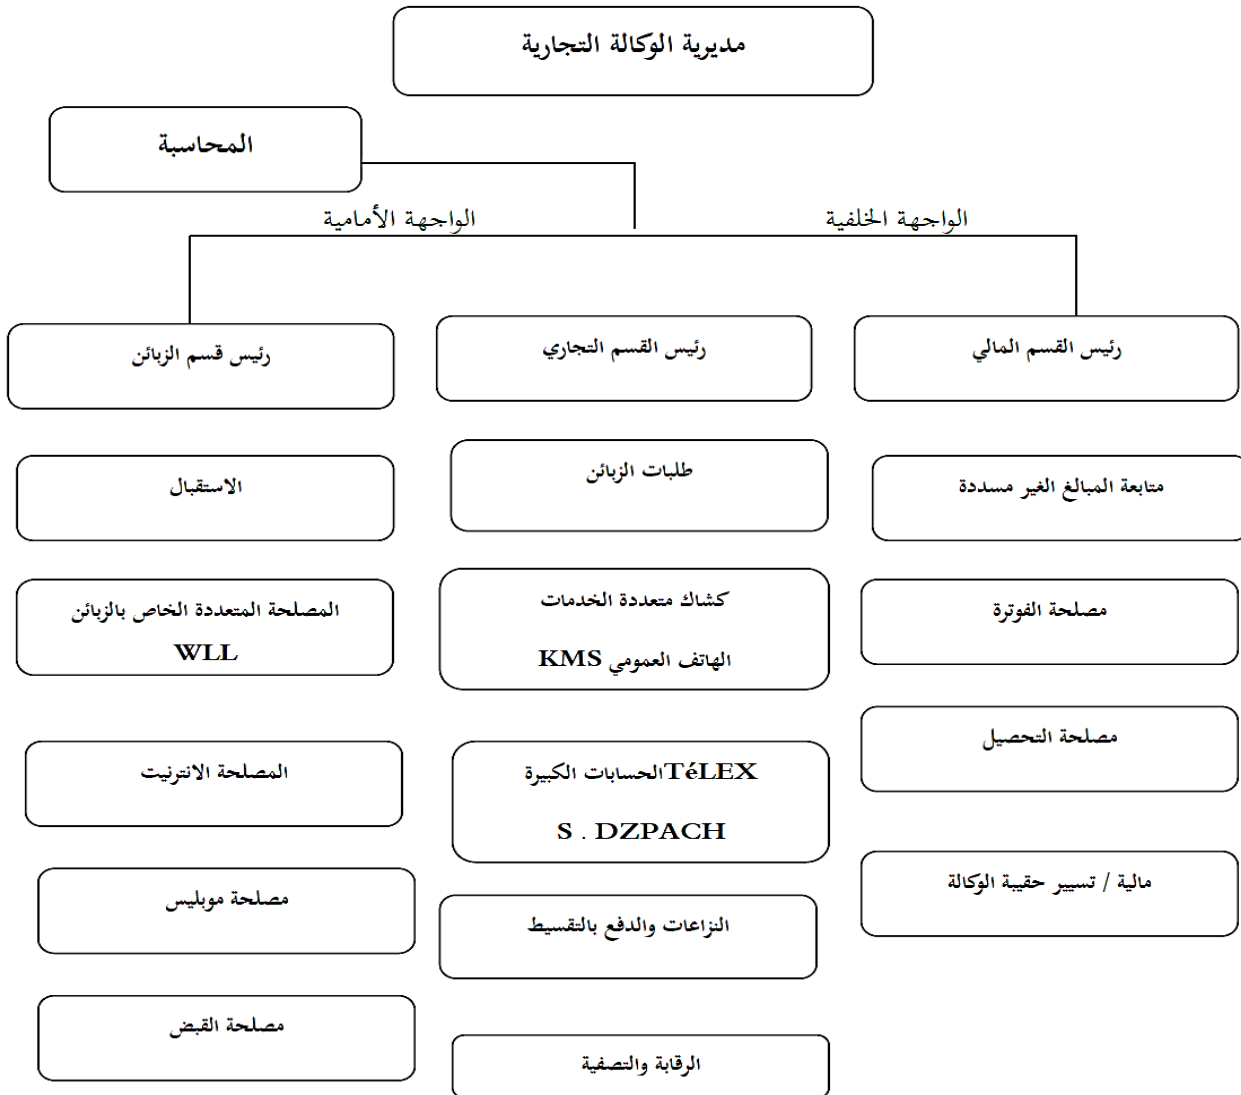 مديرية الوكالة التجارية
المحاسبة
الواجهة الخلفية
الواجهة الأمامية
رئيس القسم المالي
رئيس القسم التجاري
رئيس قسم الزبائن
متابعة المبالغ الغير مسددة
طلبات الزبائن
الاستقبال
مصلحة الفوترة
كشاك متعددة الخدمات
الهاتف العمومي KMS
المصلحة المتعددة الخاص بالزبائن
WLL
مصلحة التحصيل
TéLEXالحسابات الكبيرة
S . DZPACH
المصلحة الانترنيت
مالية / تسيير حقيبة الوكالة
النزاعات والدفع بالتقسيط
مصلحة موبليس
الرقابة والتصفية
مصلحة القبض